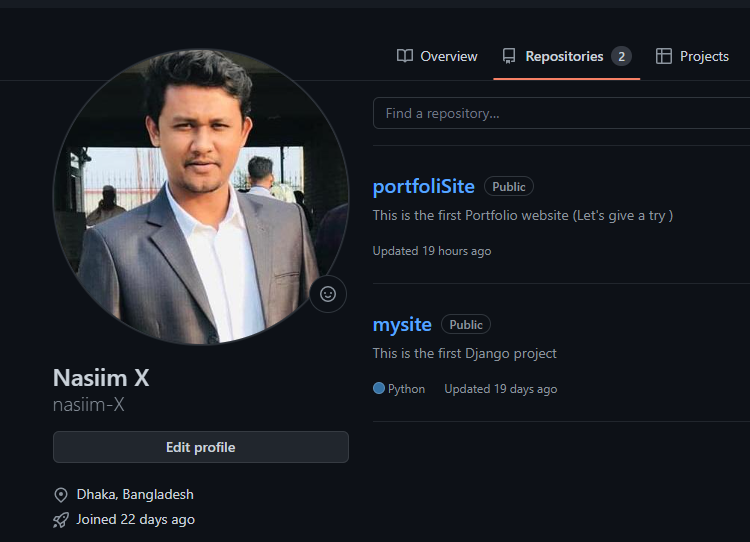 Overview
Repositories 2
Projects
Find a repository...
portfoliSite Public
This is the first Portfolio website (Let's give a try )
Updated 19 hours ago
mysite Public
This is the first Django project
Python Updated 19 days ago
Nasiim X
nasiim-X
Edit profile
Dhaka, Bangladesh
Joined 22 days ago